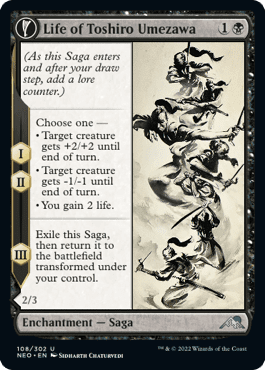 Life of Toshiro Umezawa 1
(As this Saga enters
and after your draw
step, add a lore
counter.)
I
II
Choose one —
• Target creature
gets +2/+2 until
end of turn.
• Target creature
gets -1/-1 until
end of turn.
• You gain 2 life.
III
Exile this Saga,
then return it to
the battlefield
transformed under
your control.
2/3
Enchantment — Saga
108/302 U
NEO • EN Sidharth Chaturvedi
™ & © 2022 Wizards of the Coast